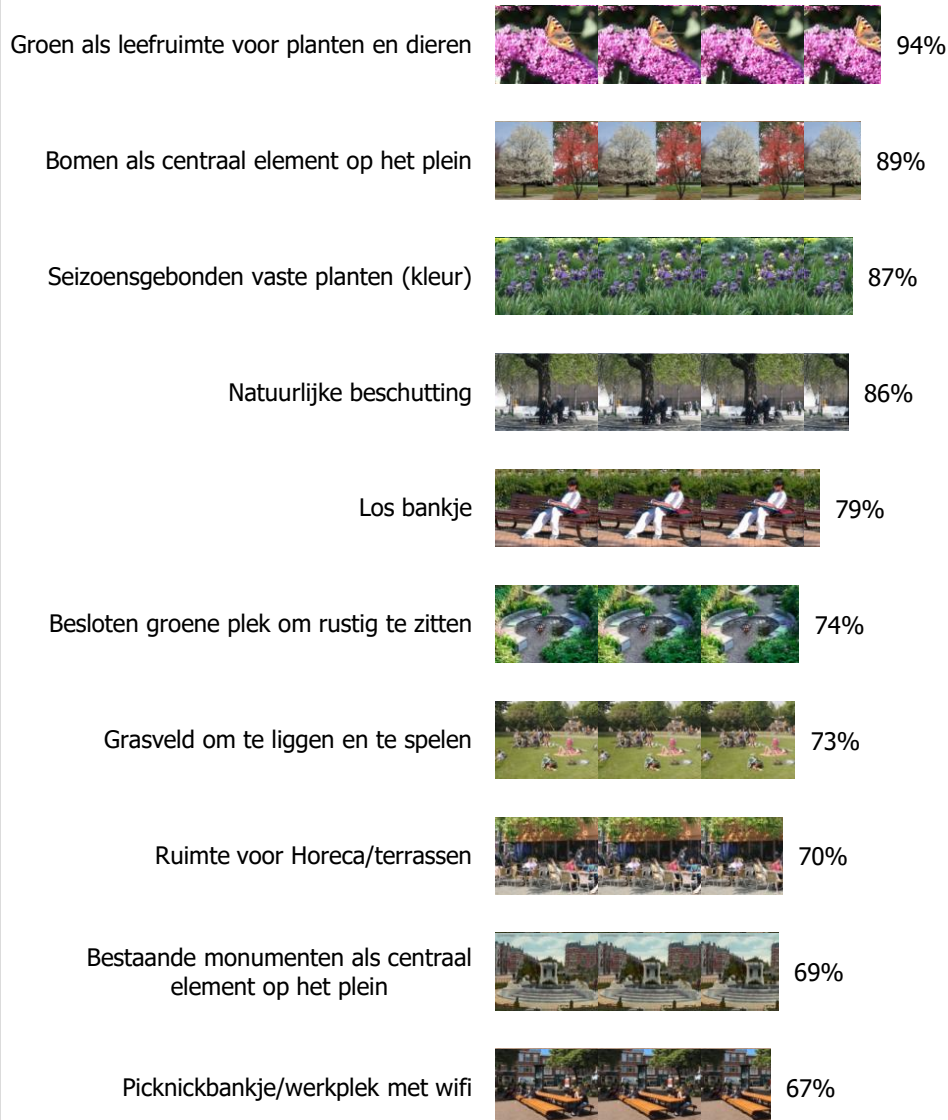 Groen als leefruimte voor planten en dieren 94%
Bomen als centraal element op het plein 89%
Seizoensgebonden vaste planten (kleur) 87%
Natuurlijke beschutting 86%
Los bankje 79%
Besloten groene plek om rustig te zitten 74%
Grasveld om te liggen en te spelen 73%
Ruimte voor Horeca/terrassen 70%
Bestaande monumenten als centraal
element op het plein 69%
Picknickbankje/werkplek met wifi 67%